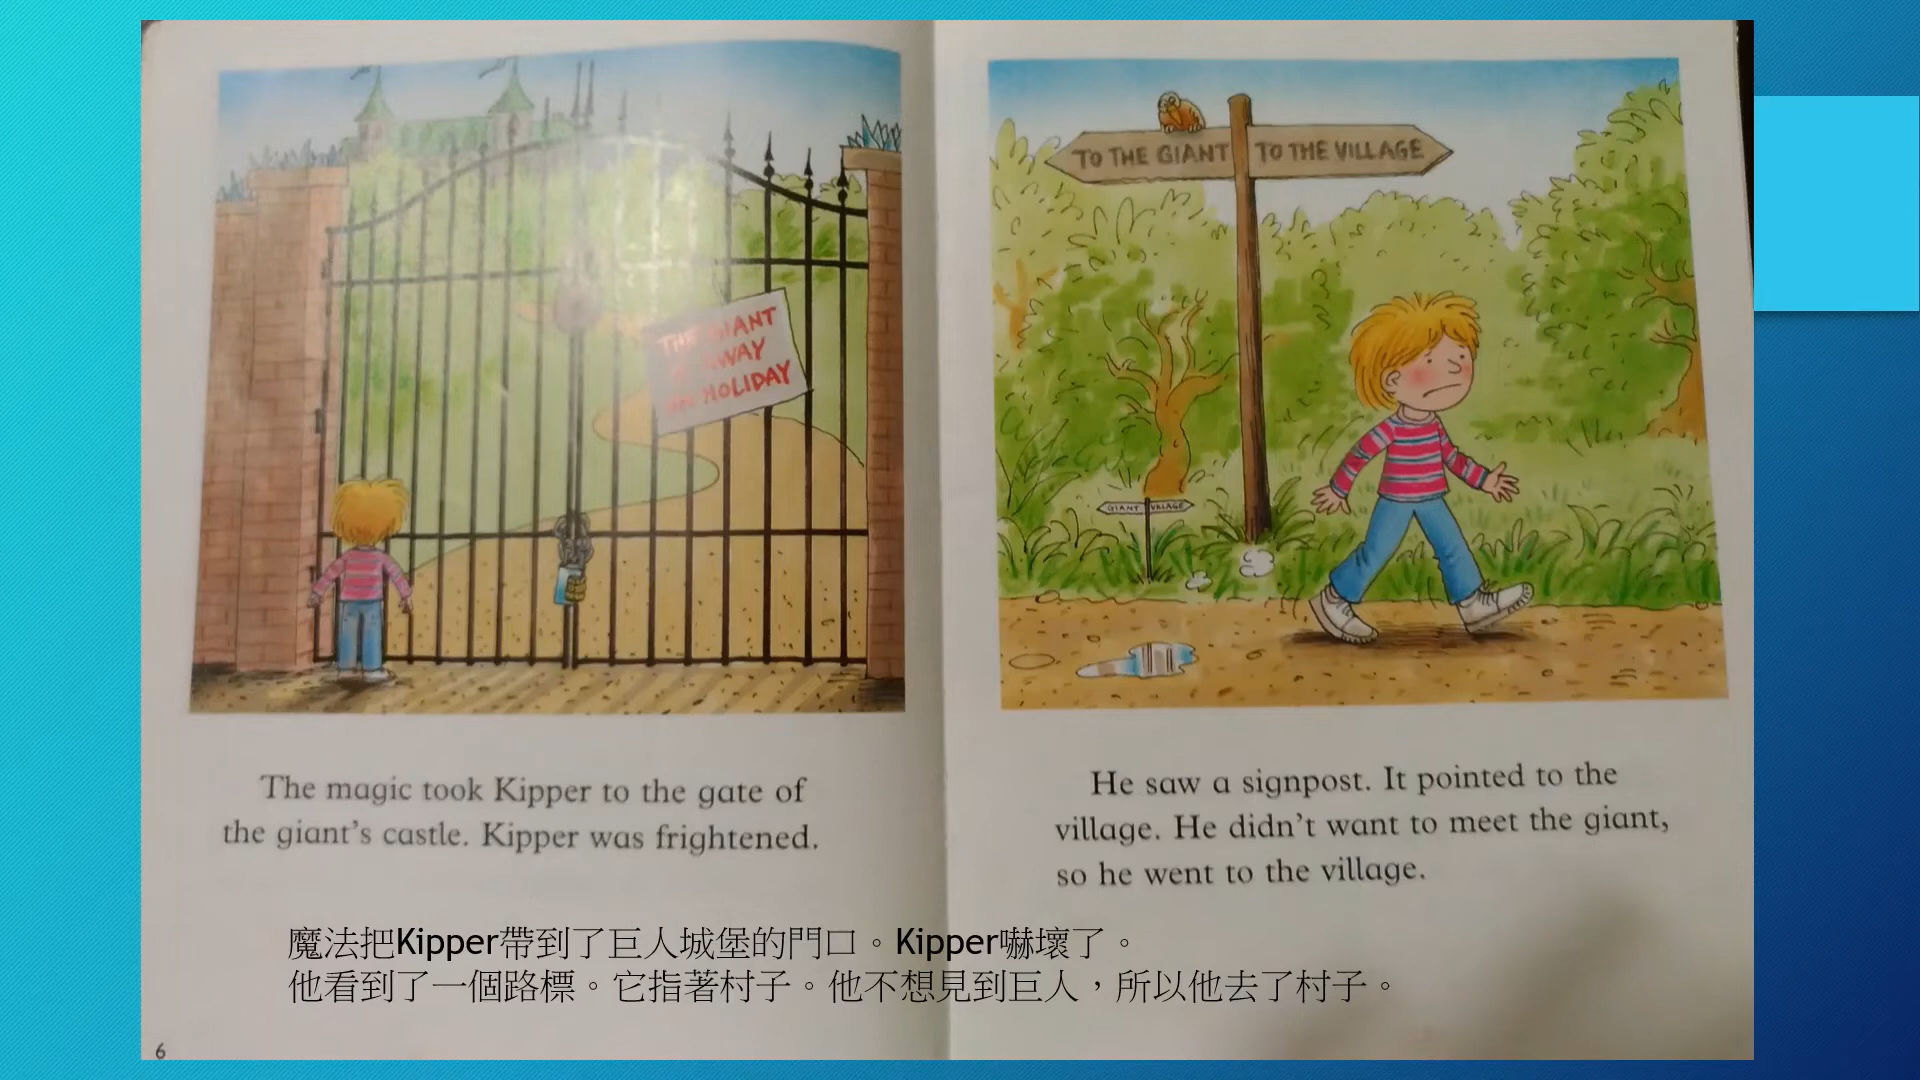 THE GIANT
AWAY
HOLIDAY
The magic took Kipper to the gate of
the giant's castle. Kipper was frightened.
TO THE GIANT
TO THE VILLAGE
GIANT VILLAGE
He saw a signpost. It pointed to the
village. He didn't want to meet the giant,
so he went to the village.
魔法把Kipper帶到了巨人城堡的門口。Kipper嚇壞了。
他看到了一個路標。它指著村子。他不想見到巨人，所以他去了村子。
6